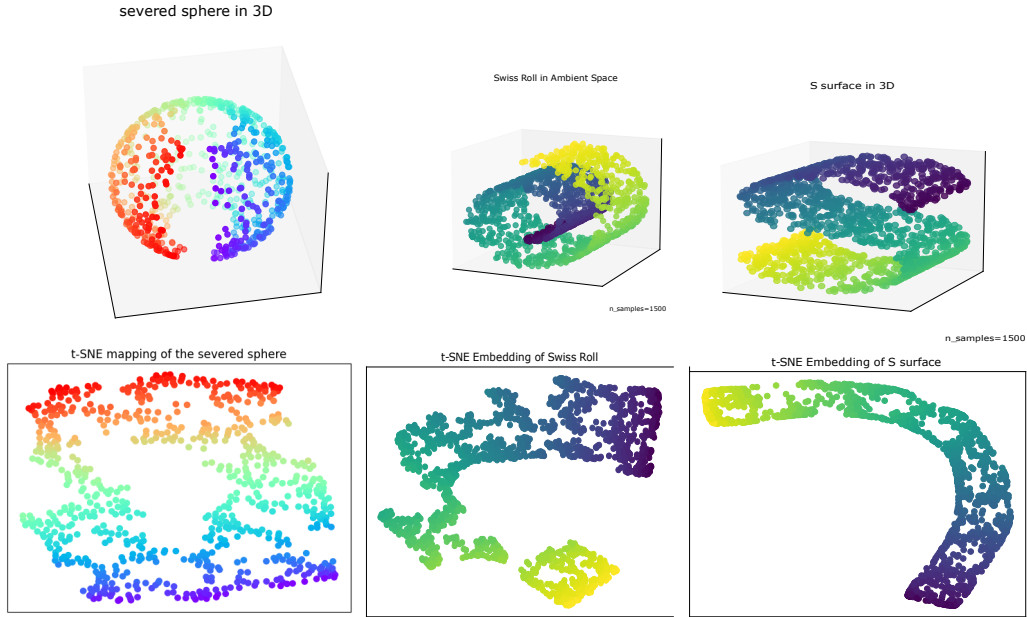 severed sphere in 3D
Swiss Roll in Ambient Space
S surface in 3D
n_samples=1500
n_samples=1500
t-SNE mapping of the severed sphere
t-SNE Embedding of Swiss Roll
t-SNE Embedding of S surface